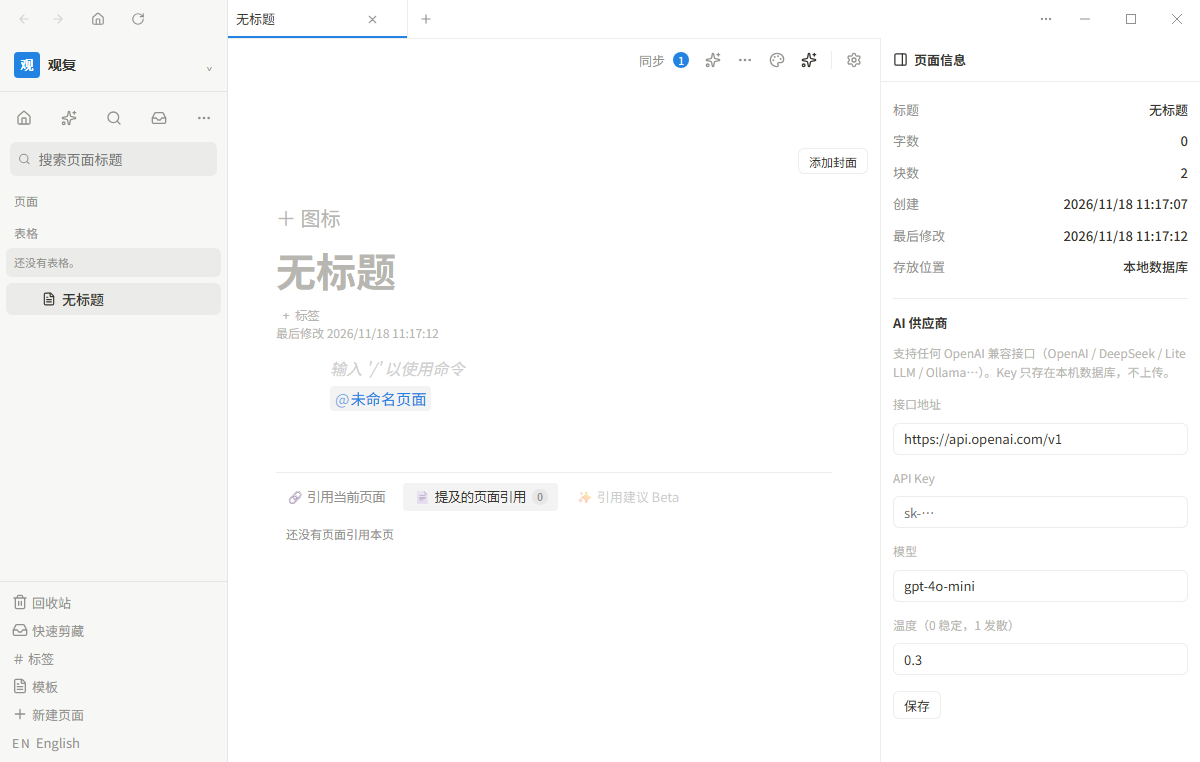 无标题
观 观复
搜索页面标题
页面
表格
还没有表格。
无标题
回收站
快速剪藏
# 标签
模板
新建页面
EN English
同步 1
添加封面
图标
无标题
+ 标签
最后修改 2026/11/18 11:17:12
输入 '/' 以使用命令
@未命名页面
引用当前页面 提及的页面引用 0 引用建议 Beta
还没有页面引用本页
页面信息
标题 无标题
字数 0
块数 2
创建 2026/11/18 11:17:07
最后修改 2026/11/18 11:17:12
存放位置 本地数据库
AI 供应商
支持任何 OpenAI 兼容接口（OpenAI / DeepSeek / Lite
LLM / Ollama…）。Key 只存在本机数据库，不上传。
接口地址
https://api.openai.com/v1
API Key
sk-…
模型
gpt-4o-mini
温度（0 稳定，1 发散）
0.3
保存